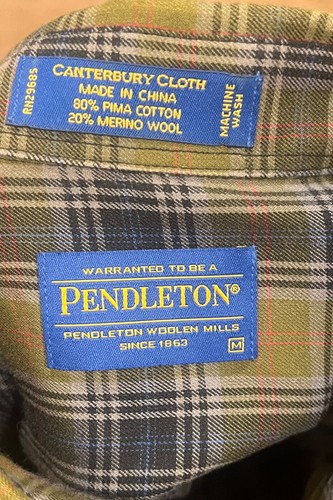 RN29685
CANTERBURY CLOTH
MADE IN CHINA
80% PIMA COTTON
20% MERINO WOOL
MACHINE
WASH
WARRANTED TO BE A
PENDLETON®
PENDLETON WOOLEN MILLS
SINCE 1863
M